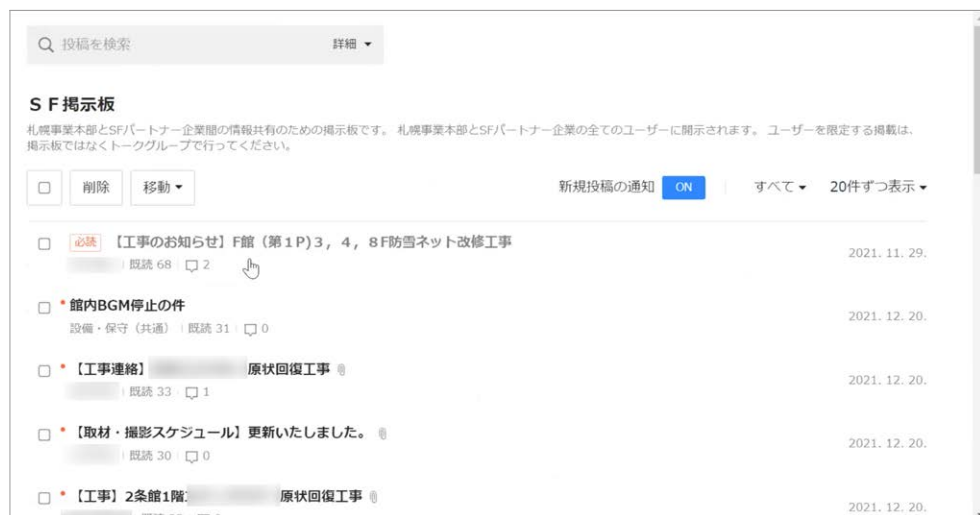 投稿を検索 詳細
ＳＦ掲示板
札幌事業本部とSFパートナー企業間の情報共有のための掲示板です。 札幌事業本部とSFパートナー企業の全てのユーザーに開示されます。 ユーザーを限定する掲載は、
掲示板ではなくトークグループで行ってください。
削除 移動 新規投稿の通知 ON すべて 20件ずつ表示
必読 【工事のお知らせ】F館（第１P)３，４，８F防雪ネット改修工事
2021. 11. 29.
既読 68 2
館内BGM停止の件
2021. 12. 20.
設備・保守（共通） 既読 31 0
【工事連絡】 原状回復工事
2021. 12. 20.
既読 33 1
【取材・撮影スケジュール】更新いたしました。
2021. 12. 20.
既読 30 0
【工事】2条館1階 原状回復工事
2021. 12. 20.